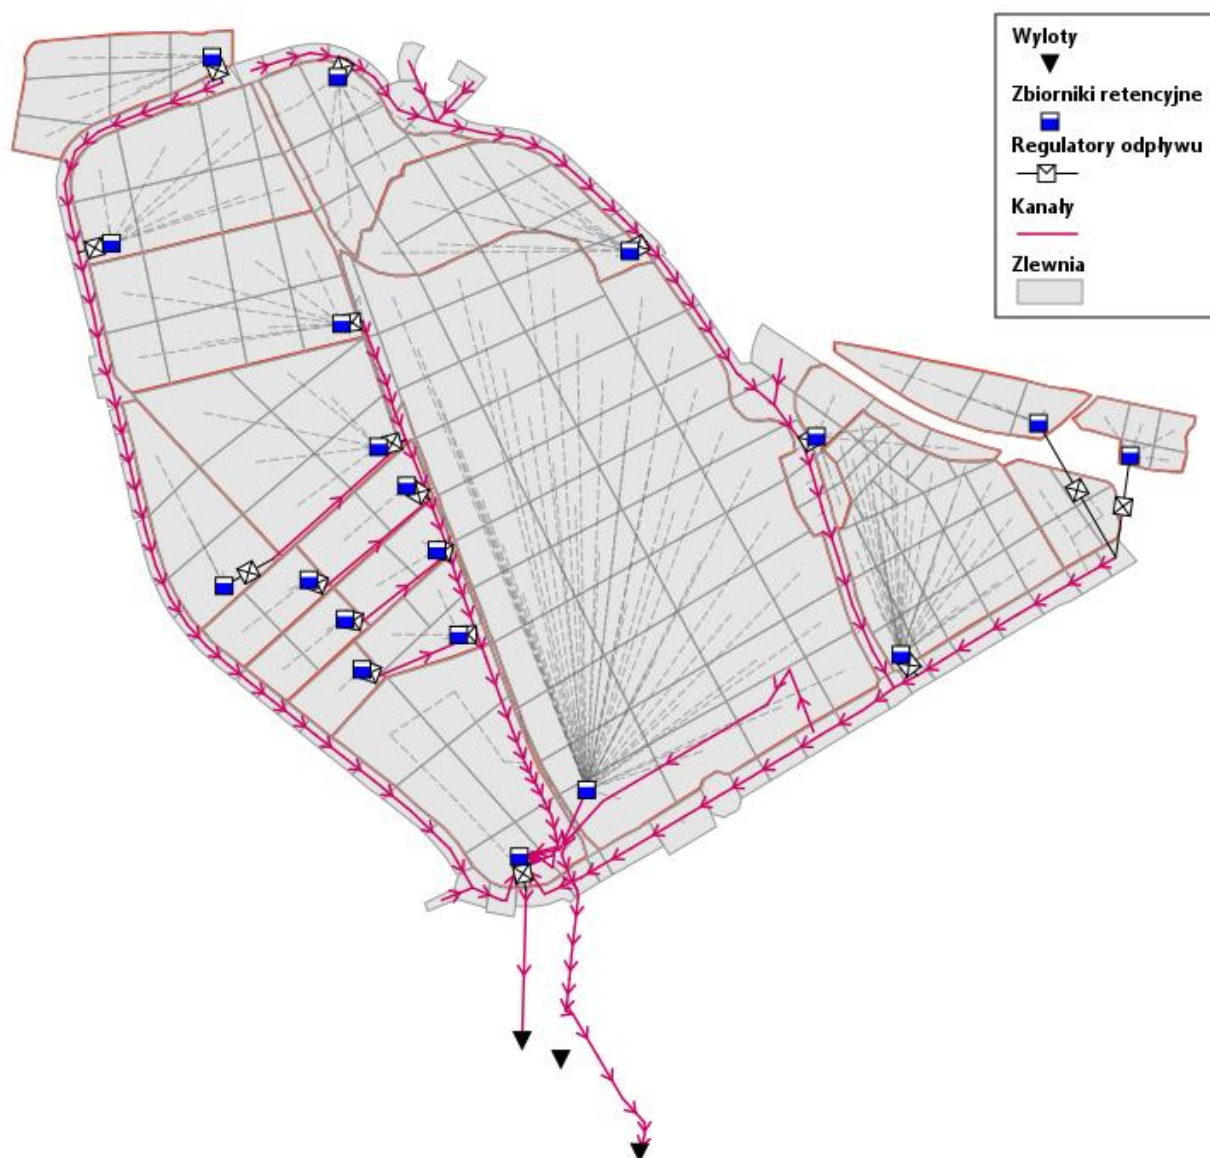 Wyloty
Zbiorniki retencyjne
Regulatory odpływu
Kanały
Zlewnia